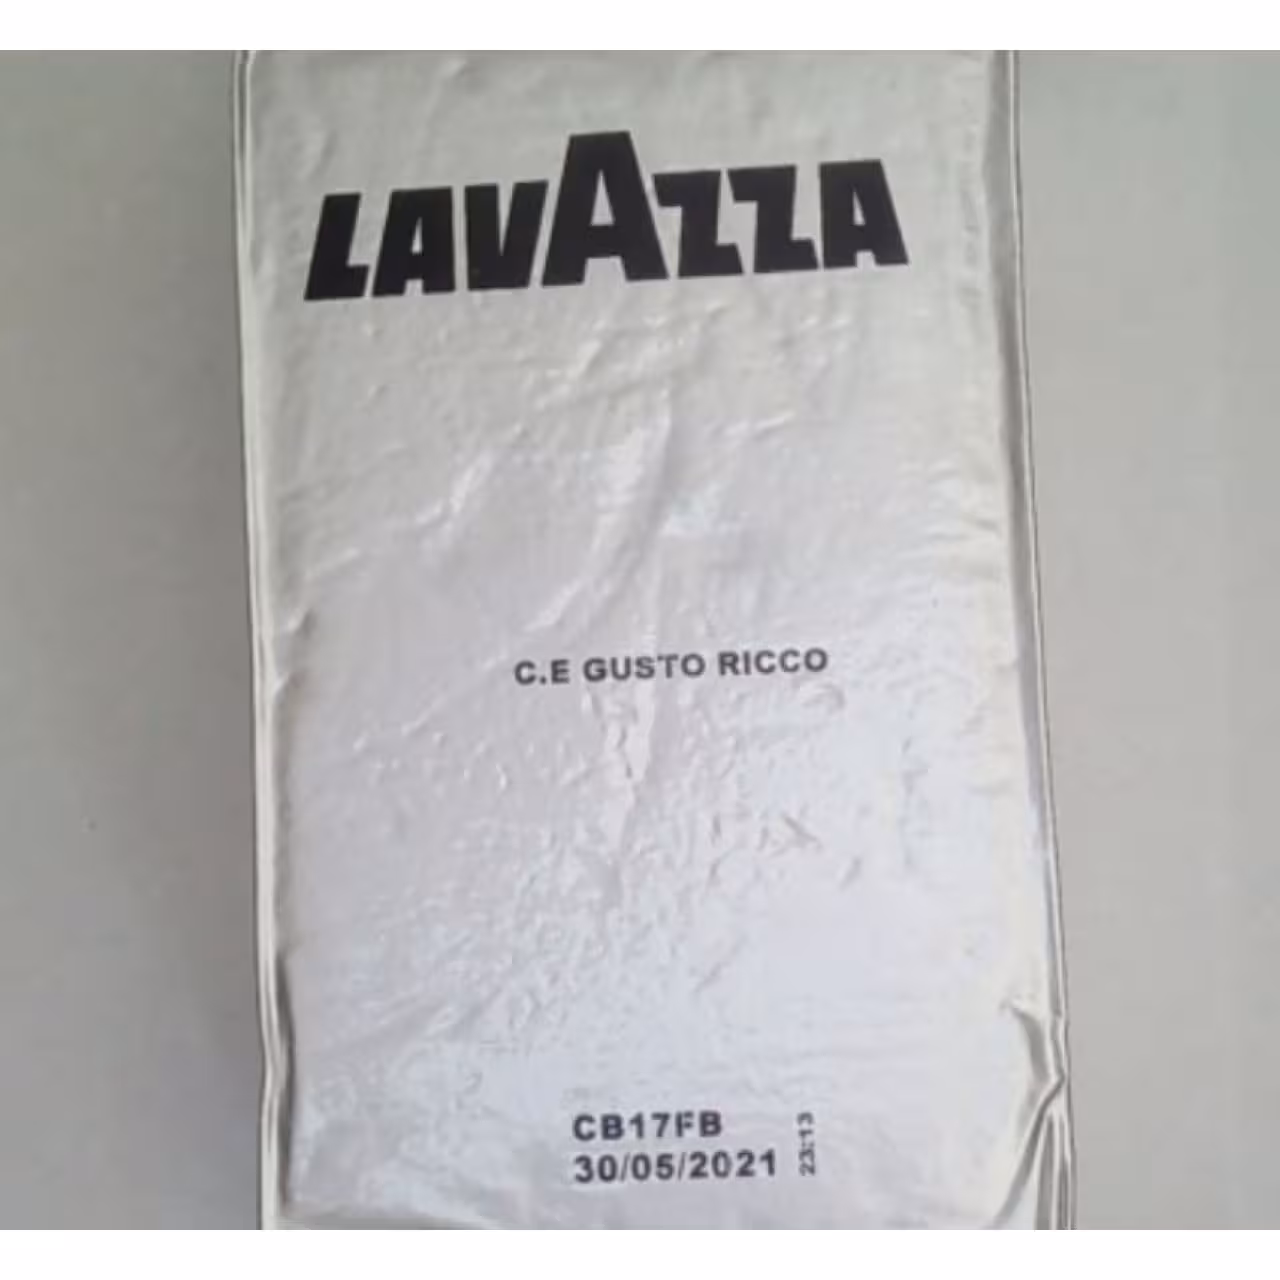 LAVAZZA
C.E GUSTO RICCO
CB17FB
30/05/2021
23:13